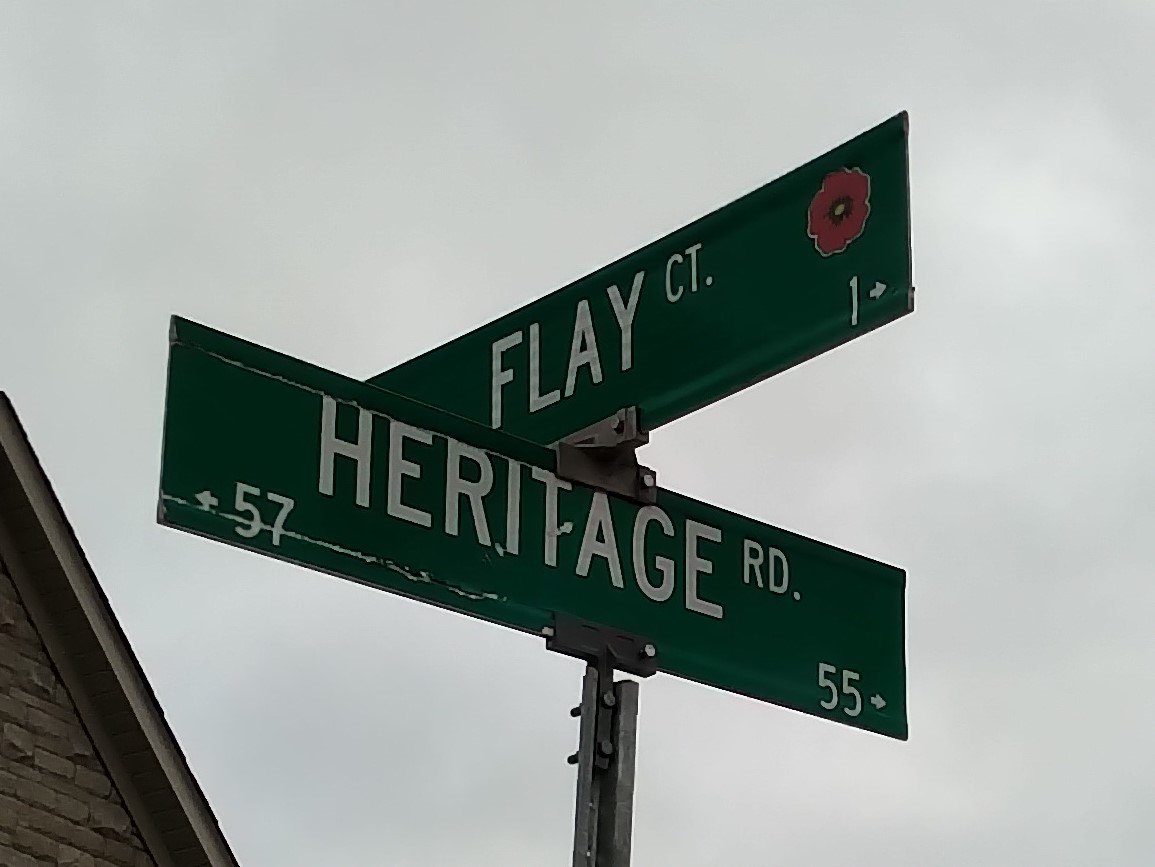 FLAY CT.
1→
HERITAGE RD.
←57
55→